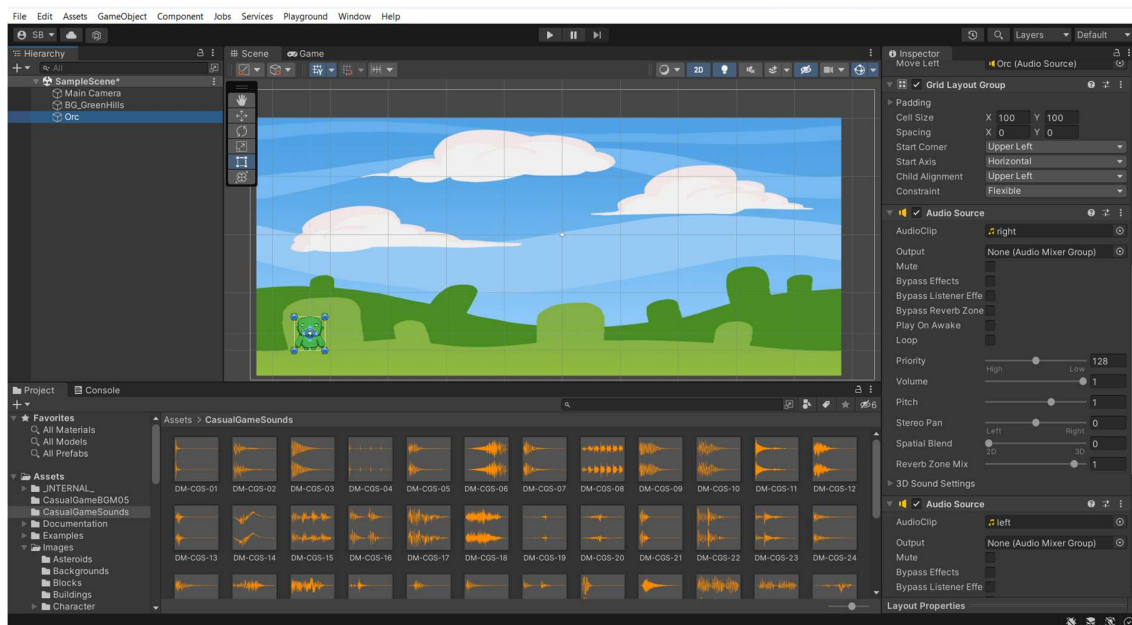 File Edit Assets GameObject Component Jobs Services Playground Window Help
SB Layers Default
Hierarchy
All
SampleScene*
Main Camera
BG_GreenHills
Orc
Scene Game
2D
Project Console
6
Favorites
All Materials
All Models
All Prefabs
Assets
_INTERNAL_
CasualGameBGM05
CasualGameSounds
Documentation
Examples
Images
Asteroids
Backgrounds
Blocks
Buildings
Character
Assets > CasualGameSounds
DM-CGS-01 DM-CGS-02 DM-CGS-03 DM-CGS-04 DM-CGS-05 DM-CGS-06 DM-CGS-07 DM-CGS-08 DM-CGS-09 DM-CGS-10 DM-CGS-11 DM-CGS-12
DM-CGS-13 DM-CGS-14 DM-CGS-15 DM-CGS-16 DM-CGS-17 DM-CGS-18 DM-CGS-19 DM-CGS-20 DM-CGS-21 DM-CGS-22 DM-CGS-23 DM-CGS-24
Inspector
Move Left Orc (Audio Source)
Grid Layout Group
Padding
Cell Size X 100 Y 100
Spacing X 0 Y 0
Start Corner Upper Left
Start Axis Horizontal
Child Alignment Upper Left
Constraint Flexible
Audio Source
AudioClip right
Output None (Audio Mixer Group)
Mute
Bypass Effects
Bypass Listener Effe
Bypass Reverb Zone
Play On Awake
Loop
Priority 128
High Low
Volume 1
Pitch 1
Stereo Pan 0
Left Right
Spatial Blend 0
2D 3D
Reverb Zone Mix 1
3D Sound Settings
Audio Source
AudioClip left
Output None (Audio Mixer Group)
Mute
Bypass Effects
Bypass Listener Effe
Layout Properties